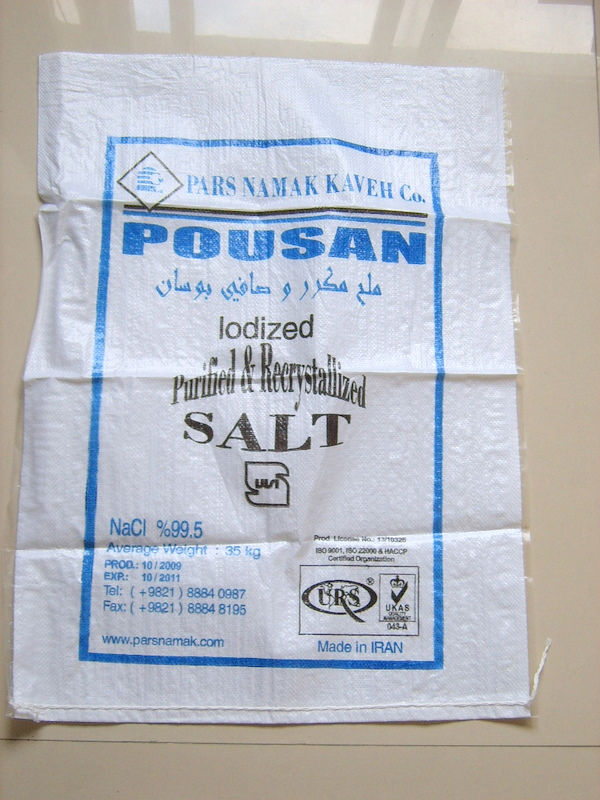 PARS NAMAK KAVEH Co.
POUSAN
ملح مكرر و صافي بوسان
Iodized
Purified & Recrystallized
SALT
NaCl %99.5
Average Weight : 35 kg
PROD.: 10 / 2009
EXP.: 10 / 2011
Tel: ( +9821 ) 8884 0987
Fax: ( +9821 ) 8884 8195
www.parsnamak.com
Prod. License No.: 13/10326
ISO 9001, ISO 22000 & HACCP
Certified Organization
URS ®
UKAS
QUALITY
MANAGEMENT
043-A
Made in IRAN